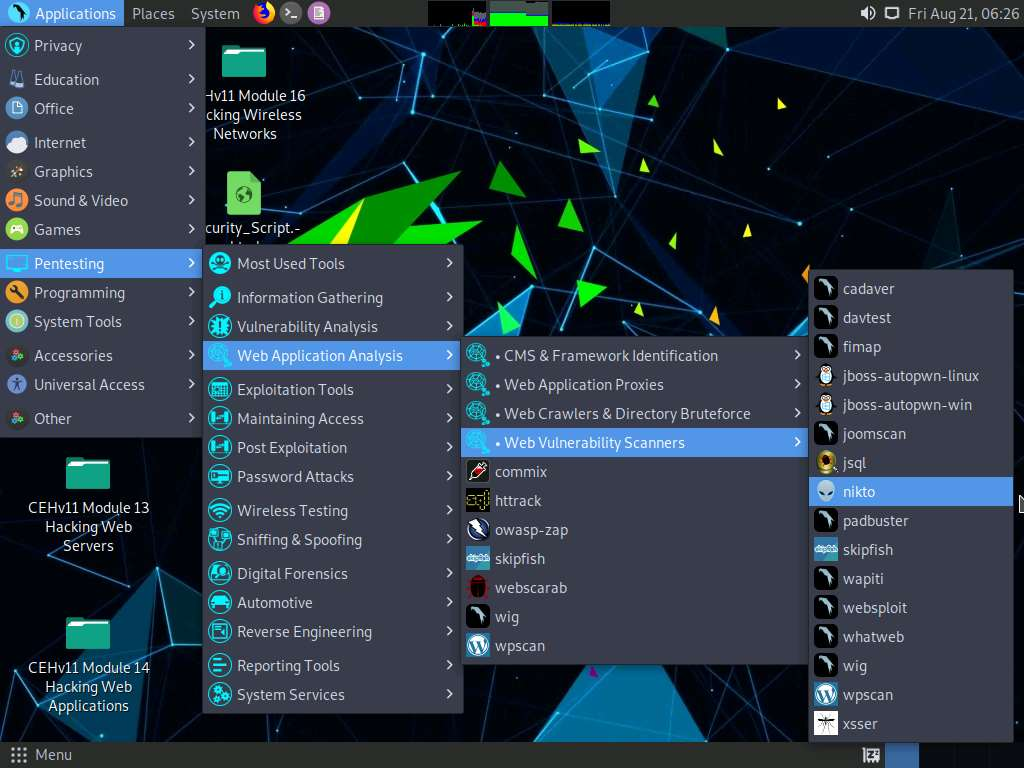 Applications Places System Fri Aug 21, 06:26
Privacy
Education
Office
Internet
Graphics
Sound & Video
Games
Pentesting
Programming
System Tools
Accessories
Universal Access
Other
Hv11 Module 16
cking Wireless
Networks
curity_Script.-
CEHv11 Module 13
Hacking Web
Servers
CEHv11 Module 14
Hacking Web
Applications
Most Used Tools
Information Gathering
Vulnerability Analysis
Web Application Analysis
Exploitation Tools
Maintaining Access
Post Exploitation
Password Attacks
Wireless Testing
Sniffing & Spoofing
Digital Forensics
Automotive
Reverse Engineering
Reporting Tools
System Services
• CMS & Framework Identification
• Web Application Proxies
• Web Crawlers & Directory Bruteforce
• Web Vulnerability Scanners
commix
httrack
owasp-zap
skipfish
webscarab
wig
wpscan
cadaver
davtest
fimap
jboss-autopwn-linux
jboss-autopwn-win
joomscan
jsql
nikto
padbuster
skipfish
wapiti
websploit
whatweb
wig
wpscan
xsser
Menu